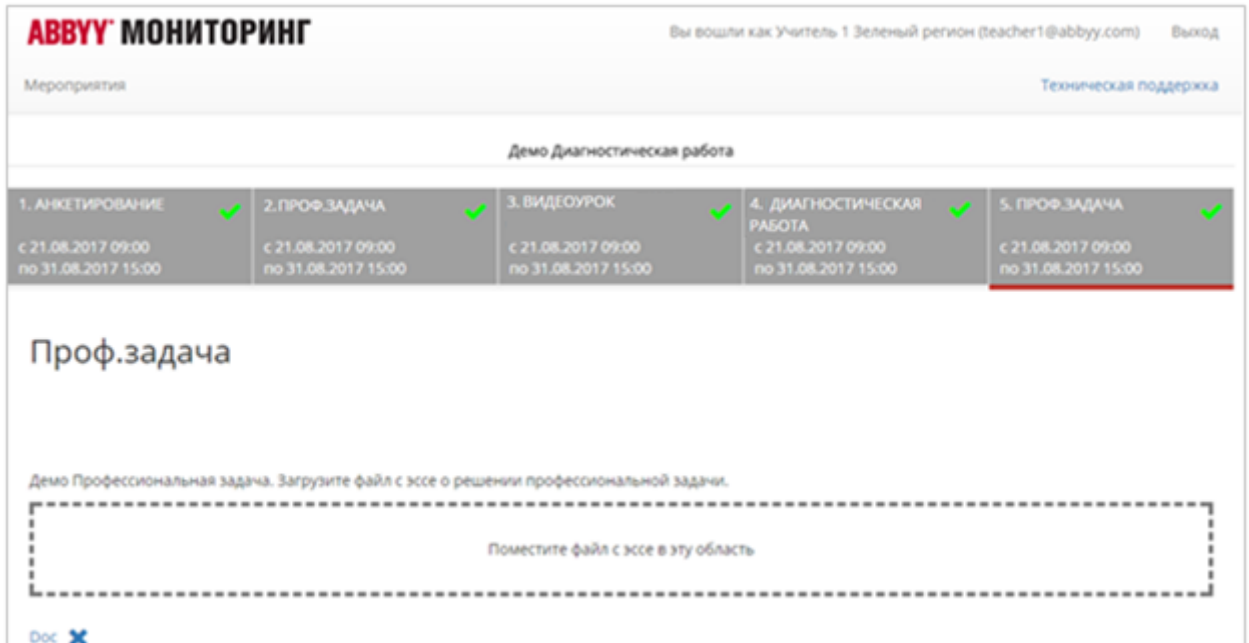 ABBYY МОНИТОРИНГ
Вы вошли как Учитель 1 Зеленый регион (teacher1@abbyy.com) Выход
Мероприятия Техническая поддержка
Демо Диагностическая работа
1. АНКЕТИРОВАНИЕ
с 21.08.2017 09:00
по 31.08.2017 15:00
2.ПРОФ.ЗАДАЧА
с 21.08.2017 09:00
по 31.08.2017 15:00
3. ВИДЕОУРОК
с 21.08.2017 09:00
по 31.08.2017 15:00
4. ДИАГНОСТИЧЕСКАЯ
РАБОТА
с 21.08.2017 09:00
по 31.08.2017 15:00
5. ПРОФ.ЗАДАЧА
с 21.08.2017 09:00
по 31.08.2017 15:00
Проф.задача
Демо Профессиональная задача. Загрузите файл с эссе о решении профессиональной задачи.
Поместите файл с эссе в эту область
Doc